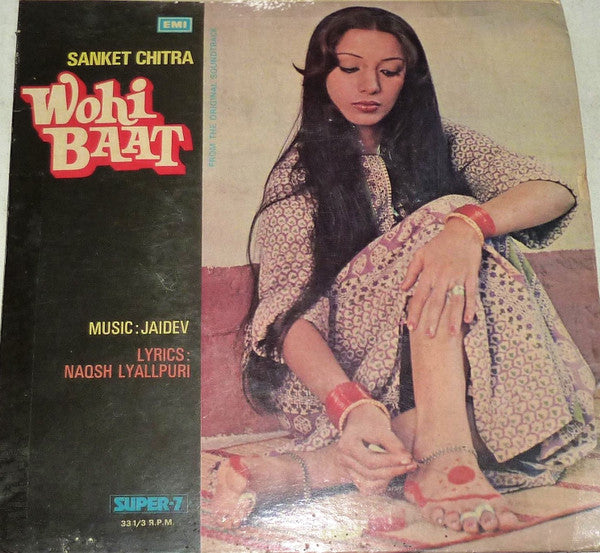 EMI
SANKET CHITRA
Wohi
BAAT
FROM THE ORIGINAL SOUNDTRACK
MUSIC: JAIDEV
LYRICS:
NAQSH LYALLPURI
SUPER-7
33 1/3 R.P.M.